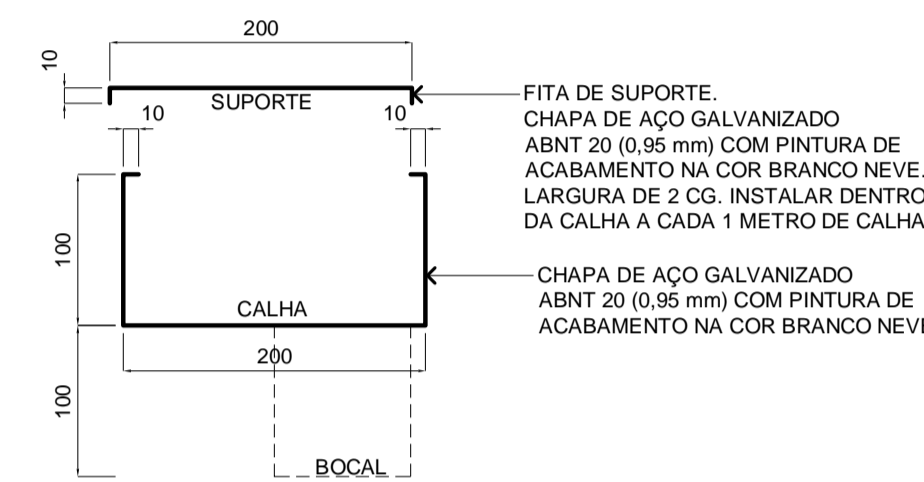 200
10
SUPORTE
10
10
FITA DE SUPORTE.
CHAPA DE AÇO GALVANIZADO
ABNT 20 (0,95 mm) COM PINTURA DE
ACABAMENTO NA COR BRANCO NEVE.
LARGURA DE 2 CG. INSTALAR DENTRO
DA CALHA A CADA 1 METRO DE CALHA
100
CALHA
CHAPA DE AÇO GALVANIZADO
ABNT 20 (0,95 mm) COM PINTURA DE
ACABAMENTO NA COR BRANCO NEVE
200
100
BOCAL